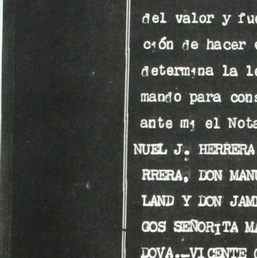 del valor y fue
ción de hacer e
determina la le
mando para cons
ante mi el Nota
NUEL J. HERRERA
RRERA, DON MANU
LAND Y DON JAME
GOS SEÑORITA MA
DOVA.-VICENTE C